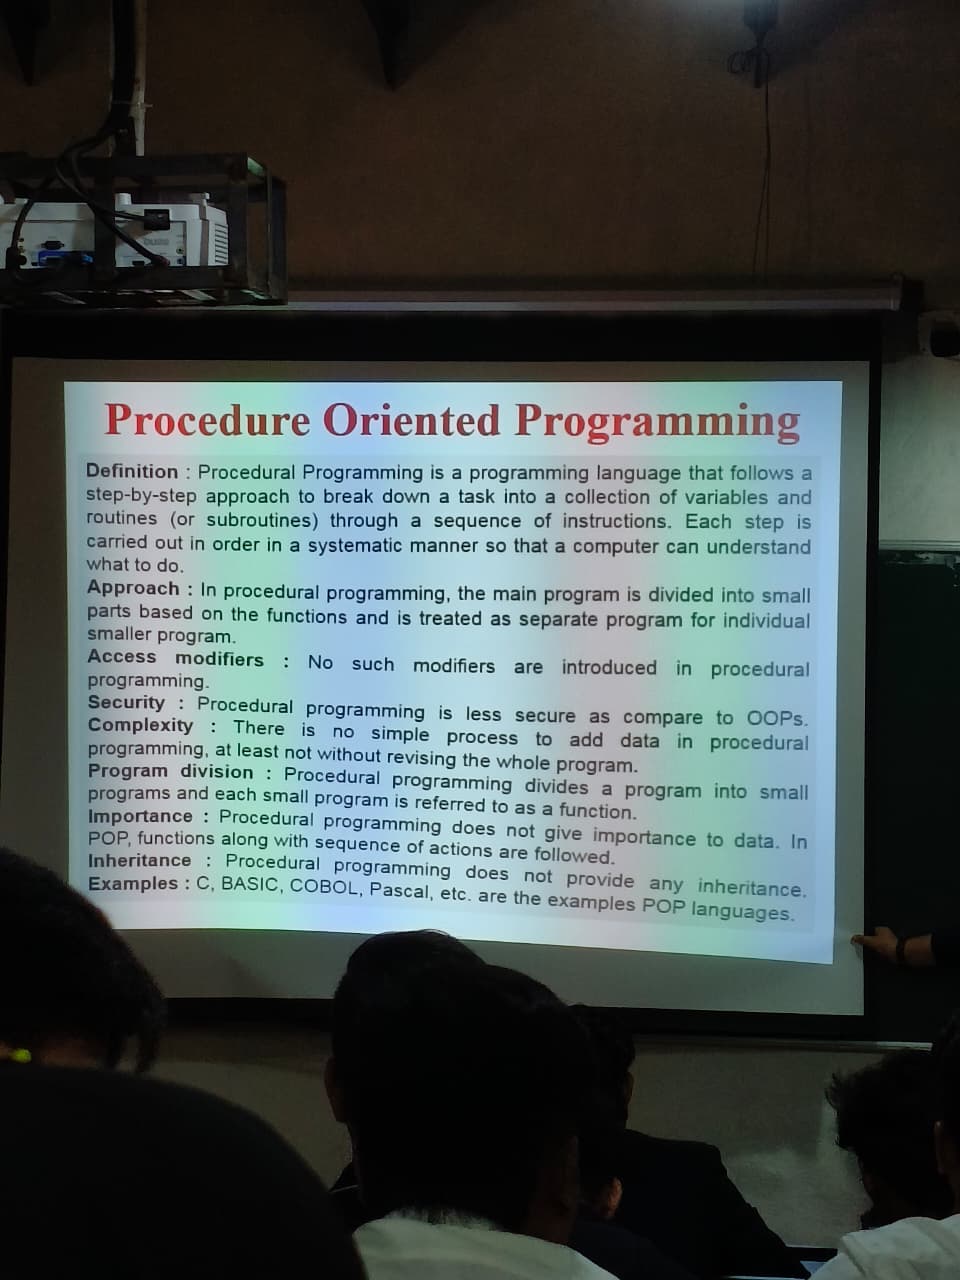 Procedure Oriented Programming
Definition : Procedural Programming is a programming language that follows a
step-by-step approach to break down a task into a collection of variables and
routines (or subroutines) through a sequence of instructions. Each step is
carried out in order in a systematic manner so that a computer can understand
what to do.
Approach : In procedural programming, the main program is divided into small
parts based on the functions and is treated as separate program for individual
smaller program.
Access modifiers : No such modifiers are introduced in procedural
programming.
Security : Procedural programming is less secure as compare to OOPs.
Complexity : There is no simple process to add data in procedural
programming, at least not without revising the whole program.
Program division : Procedural programming divides a program into small
programs and each small program is referred to as a function.
Importance : Procedural programming does not give importance to data. In
POP, functions along with sequence of actions are followed.
Inheritance : Procedural programming does not provide any inheritance.
Examples : C, BASIC, COBOL, Pascal, etc. are the examples POP languages.